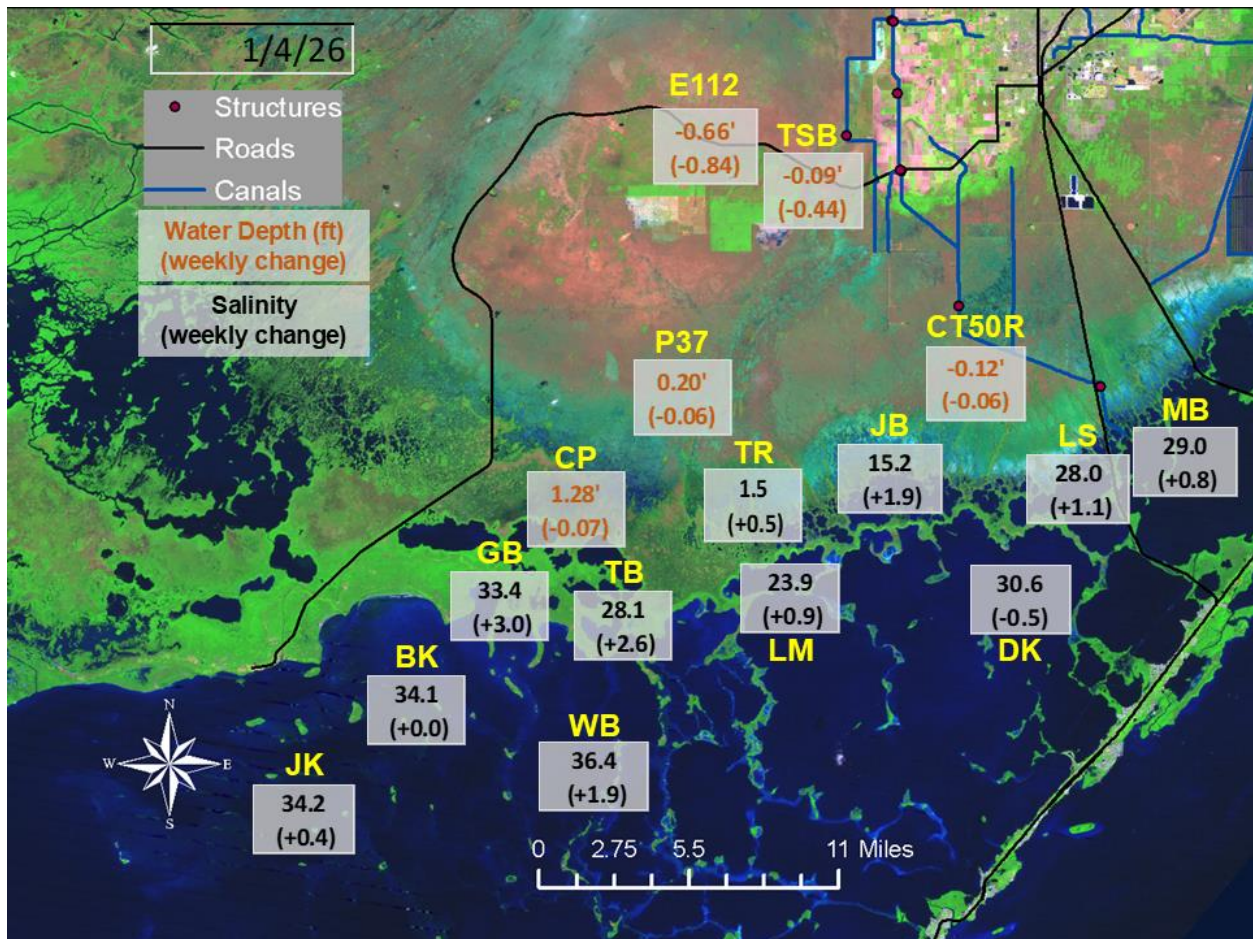 1/4/26
Structures
Roads
Canals
Water Depth (ft)
(weekly change)
Salinity
(weekly change)
E112
-0.66'
(-0.84)
TSB
-0.09'
(-0.44)
P37
0.20'
(-0.06)
CT50R
-0.12'
(-0.06)
CP
1.28'
(-0.07)
TR
1.5
(+0.5)
JB
15.2
(+1.9)
LS
28.0
(+1.1)
MB
29.0
(+0.8)
GB
33.4
(+3.0)
TB
28.1
(+2.6)
23.9
(+0.9)
LM
30.6
(-0.5)
DK
BK
34.1
(+0.0)
WB
36.4
(+1.9)
JK
34.2
(+0.4)
N
W E
S
0 2.75 5.5 11 Miles